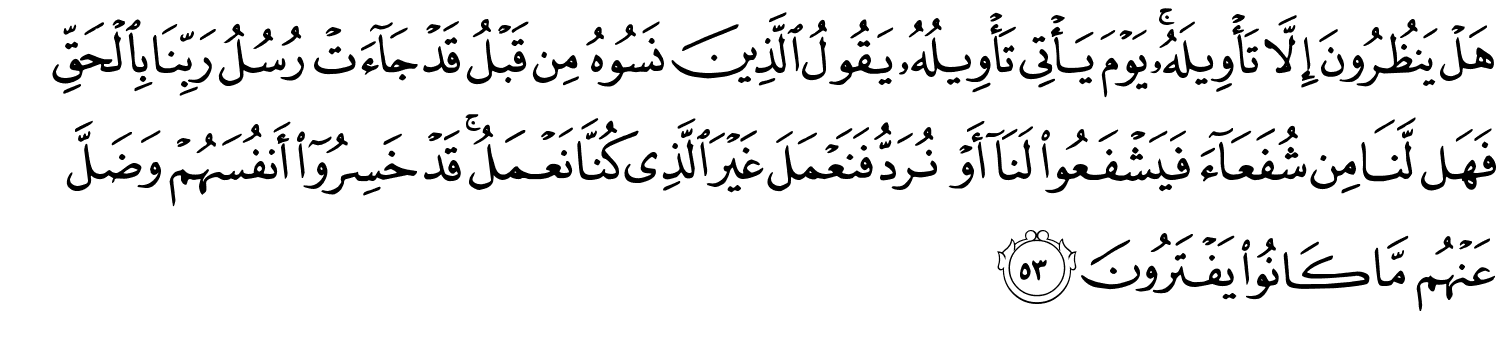 هَلۡ يَنظُرُونَ إِلَّا تَأۡوِيلَهُۥۚ يَوۡمَ يَأۡتِي تَأۡوِيلُهُۥ يَقُولُ ٱلَّذِينَ نَسُوهُ مِن قَبۡلُ قَدۡ جَآءَتۡ رُسُلُ رَبِّنَا بِٱلۡحَقِّ
فَهَل لَّنَا مِن شُفَعَآءَ فَيَشۡفَعُواْ لَنَآ أَوۡ نُرَدُّ فَنَعۡمَلَ غَيۡرَ ٱلَّذِي كُنَّا نَعۡمَلُۚ قَدۡ خَسِرُوٓاْ أَنفُسَهُمۡ وَضَلَّ
عَنۡهُم مَّا كَانُواْ يَفۡتَرُونَ ٥٣